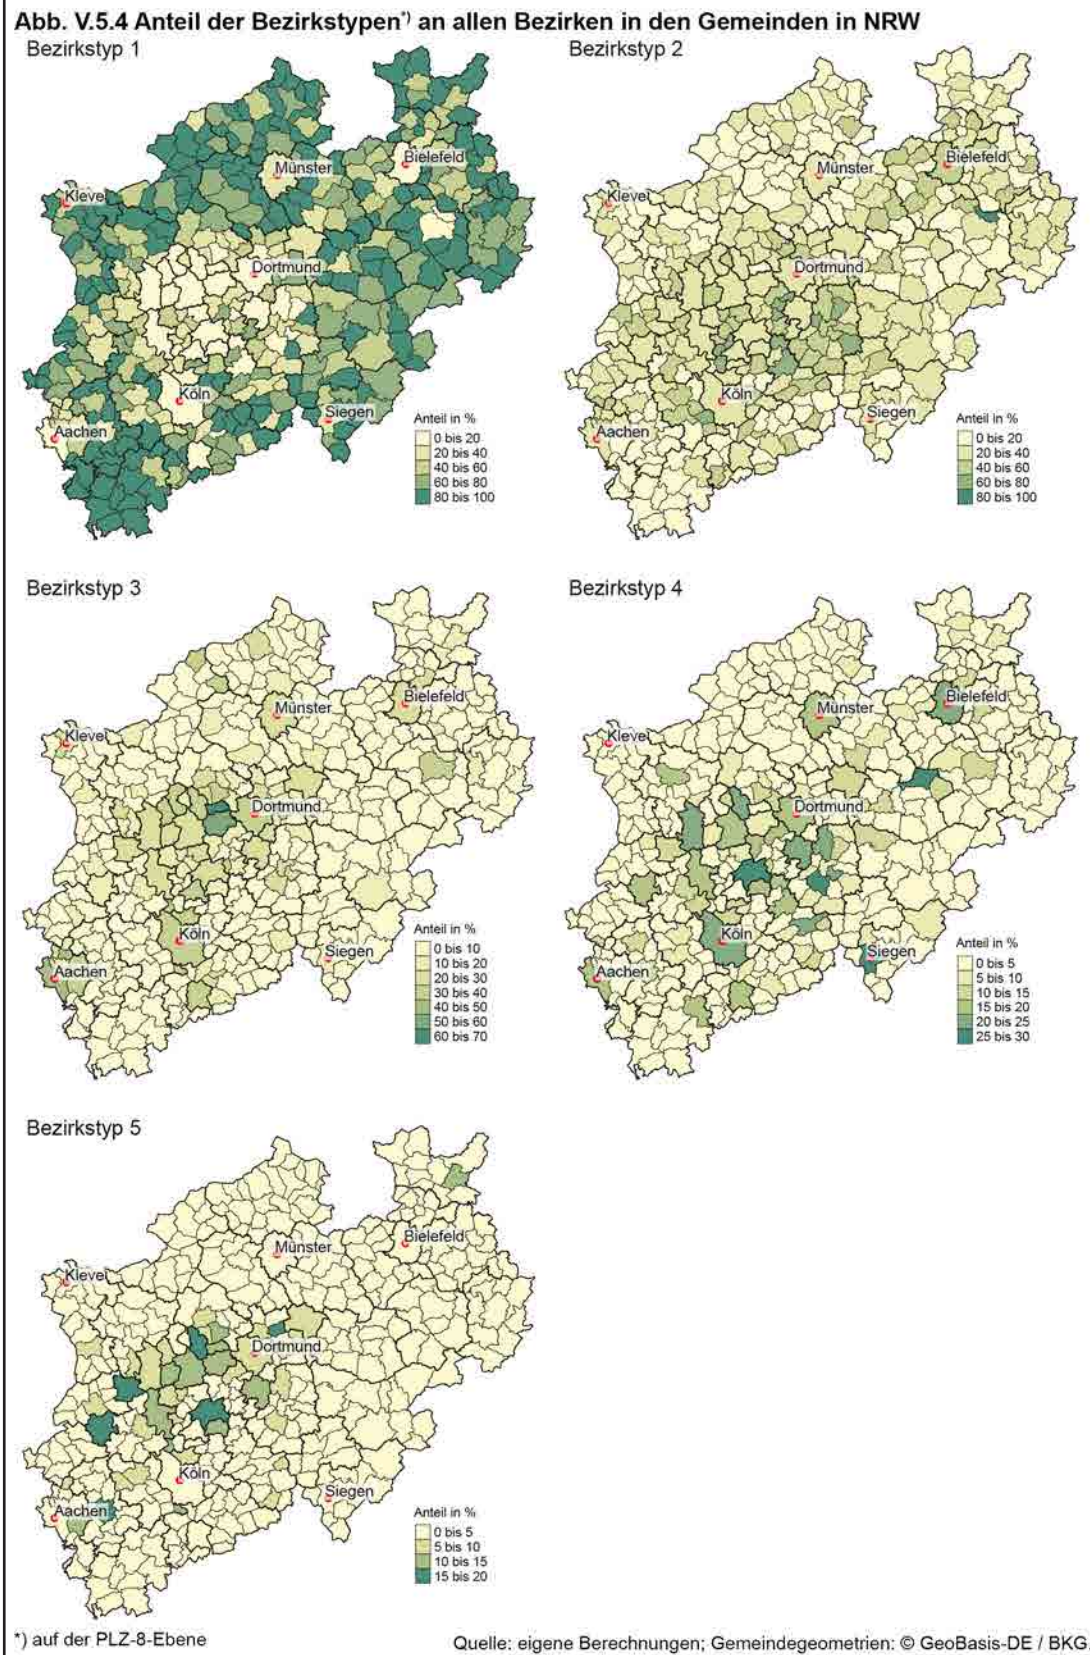 Abb. V.5.4 Anteil der Bezirkstypen*) an allen Bezirken in den Gemeinden in NRW
Bezirkstyp 1
Münster
Bielefeld
Kleve
Dortmund
Köln
Siegen
Aachen
Anteil in %
0 bis 20
20 bis 40
40 bis 60
60 bis 80
80 bis 100
Bezirkstyp 2
Münster
Bielefeld
Kleve
Dortmund
Köln
Siegen
Aachen
Anteil in %
0 bis 20
20 bis 40
40 bis 60
60 bis 80
80 bis 100
Bezirkstyp 3
Münster
Bielefeld
Kleve
Dortmund
Köln
Siegen
Aachen
Anteil in %
0 bis 10
10 bis 20
20 bis 30
30 bis 40
40 bis 50
50 bis 60
60 bis 70
Bezirkstyp 4
Münster
Bielefeld
Kleve
Dortmund
Köln
Siegen
Aachen
Anteil in %
0 bis 5
5 bis 10
10 bis 15
15 bis 20
20 bis 25
25 bis 30
Bezirkstyp 5
Münster
Bielefeld
Kleve
Dortmund
Köln
Siegen
Aachen
Anteil in %
0 bis 5
5 bis 10
10 bis 15
15 bis 20
*) auf der PLZ-8-Ebene
Quelle: eigene Berechnungen; Gemeindegeometrien: © GeoBasis-DE / BKG